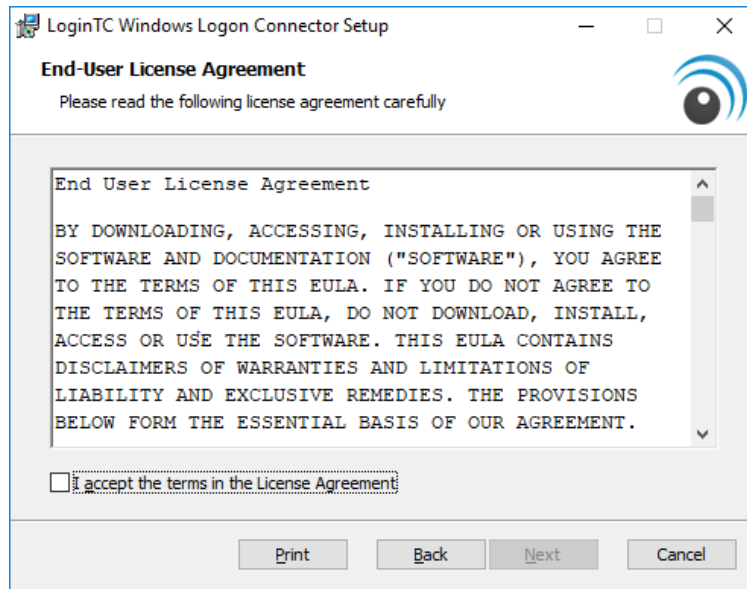 LoginTC Windows Logon Connector Setup
End-User License Agreement
Please read the following license agreement carefully
End User License Agreement
BY DOWNLOADING, ACCESSING, INSTALLING OR USING THE
SOFTWARE AND DOCUMENTATION ("SOFTWARE"), YOU AGREE
TO THE TERMS OF THIS EULA. IF YOU DO NOT AGREE TO
THE TERMS OF THIS EULA, DO NOT DOWNLOAD, INSTALL,
ACCESS OR USE THE SOFTWARE. THIS EULA CONTAINS
DISCLAIMERS OF WARRANTIES AND LIMITATIONS OF
LIABILITY AND EXCLUSIVE REMEDIES. THE PROVISIONS
BELOW FORM THE ESSENTIAL BASIS OF OUR AGREEMENT.
I accept the terms in the License Agreement
Print Back Next Cancel